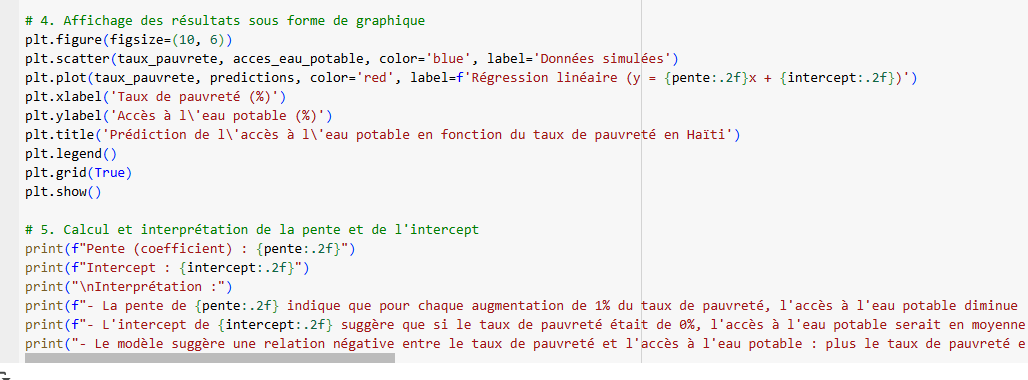 # 4. Affichage des résultats sous forme de graphique
plt.figure(figsize=(10, 6))
plt.scatter(taux_pauvrete, acces_eau_potable, color='blue', label='Données simulées')
plt.plot(taux_pauvrete, predictions, color='red', label=f'Régression linéaire (y = {pente:.2f}x + {intercept:.2f})')
plt.xlabel('Taux de pauvreté (%)')
plt.ylabel('Accès à l\'eau potable (%)')
plt.title('Prédiction de l\'accès à l\'eau potable en fonction du taux de pauvreté en Haïti')
plt.legend()
plt.grid(True)
plt.show()
# 5. Calcul et interprétation de la pente et de l'intercept
print(f"Pente (coefficient) : {pente:.2f}")
print(f"Intercept : {intercept:.2f}")
print("\nInterprétation :")
print(f"- La pente de {pente:.2f} indique que pour chaque augmentation de 1% du taux de pauvreté, l'accès à l'eau potable diminue
print(f"- L'intercept de {intercept:.2f} suggère que si le taux de pauvreté était de 0%, l'accès à l'eau potable serait en moyenne
print("- Le modèle suggère une relation négative entre le taux de pauvreté et l'accès à l'eau potable : plus le taux de pauvreté e